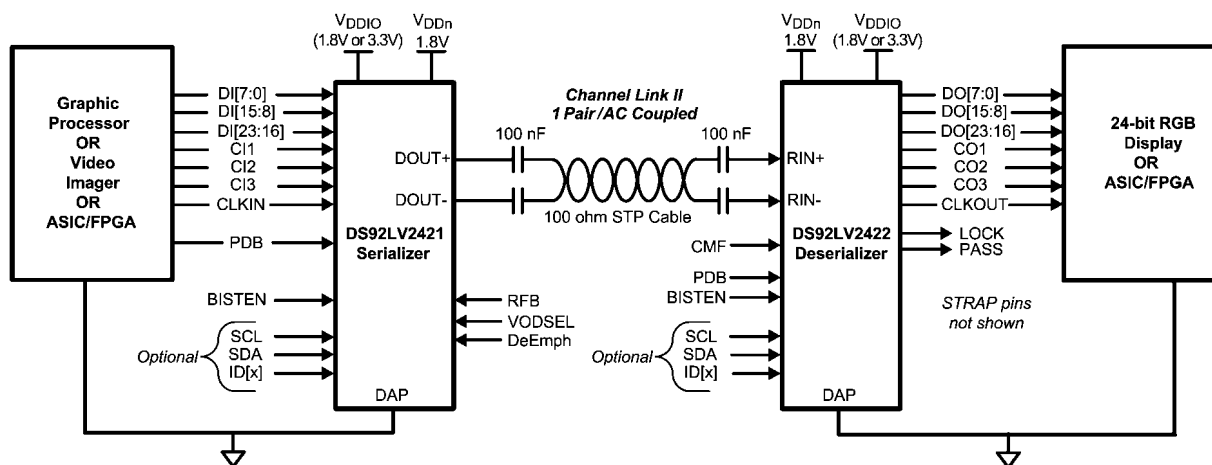 VDDIO
(1.8V or 3.3V)
VDDn
1.8V
VDDn
1.8V
VDDIO
(1.8V or 3.3V)
Graphic
Processor
OR
Video
Imager
OR
ASIC/FPGA
DI[7:0]
DI[15:8]
DI[23:16]
CI1
CI2
CI3
CLKIN
PDB
BISTEN
Optional
SCL
SDA
ID[x]
DOUT+
DOUT-
DS92LV2421
Serializer
DAP
RFB
VODSEL
DeEmph
Channel Link II
1 Pair/AC Coupled
100 nF
100 nF
100 ohm STP Cable
CMF
PDB
BISTEN
Optional
SCL
SDA
ID[x]
RIN+
RIN-
DS92LV2422
Deserializer
DAP
DO[7:0]
DO[15:8]
DO[23:16]
CO1
CO2
CO3
CLKOUT
LOCK
PASS
STRAP pins
not shown
24-bit RGB
Display
OR
ASIC/FPGA